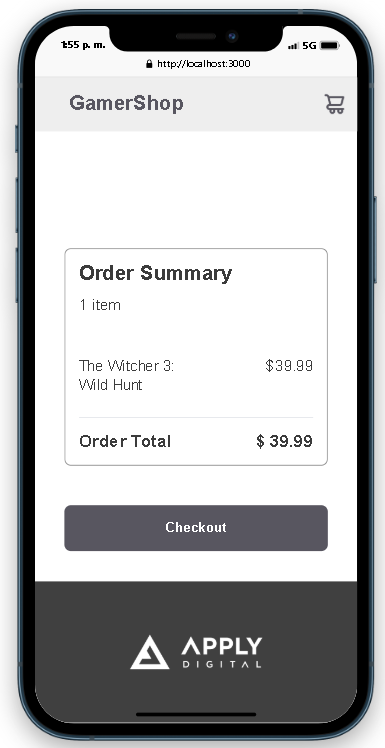 1:55 p. m.
5G
http://localhost:3000
GamerShop
Order Summary
1 item
The Witcher 3: $39.99
Wild Hunt
Order Total $ 39.99
Checkout
APPLY
DIGITAL